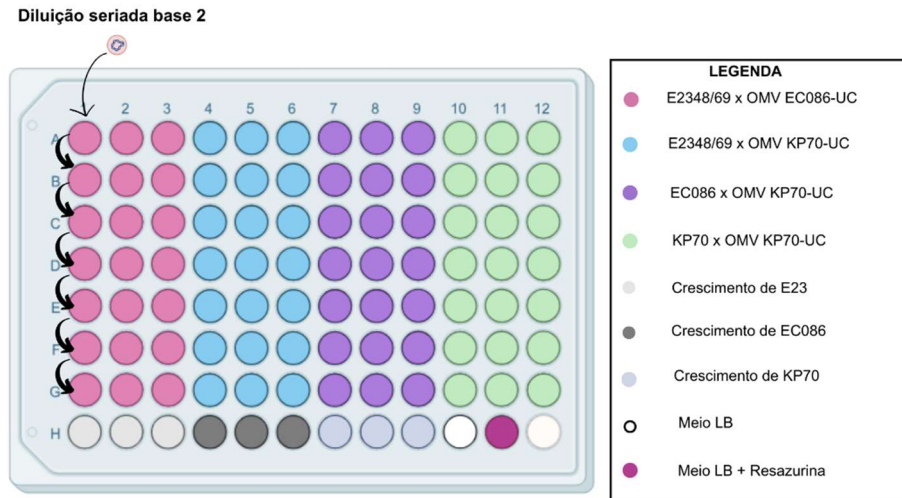 Diluição seriada base 2
2 3 4 5 6 7 8 9 10 11 12
A
B
C
D
E
F
G
H
LEGENDA
E2348/69 x OMV EC086-UC
E2348/69 x OMV KP70-UC
EC086 x OMV KP70-UC
KP70 x OMV KP70-UC
Crescimento de E23
Crescimento de EC086
Crescimento de KP70
Meio LB
Meio LB + Resazurina